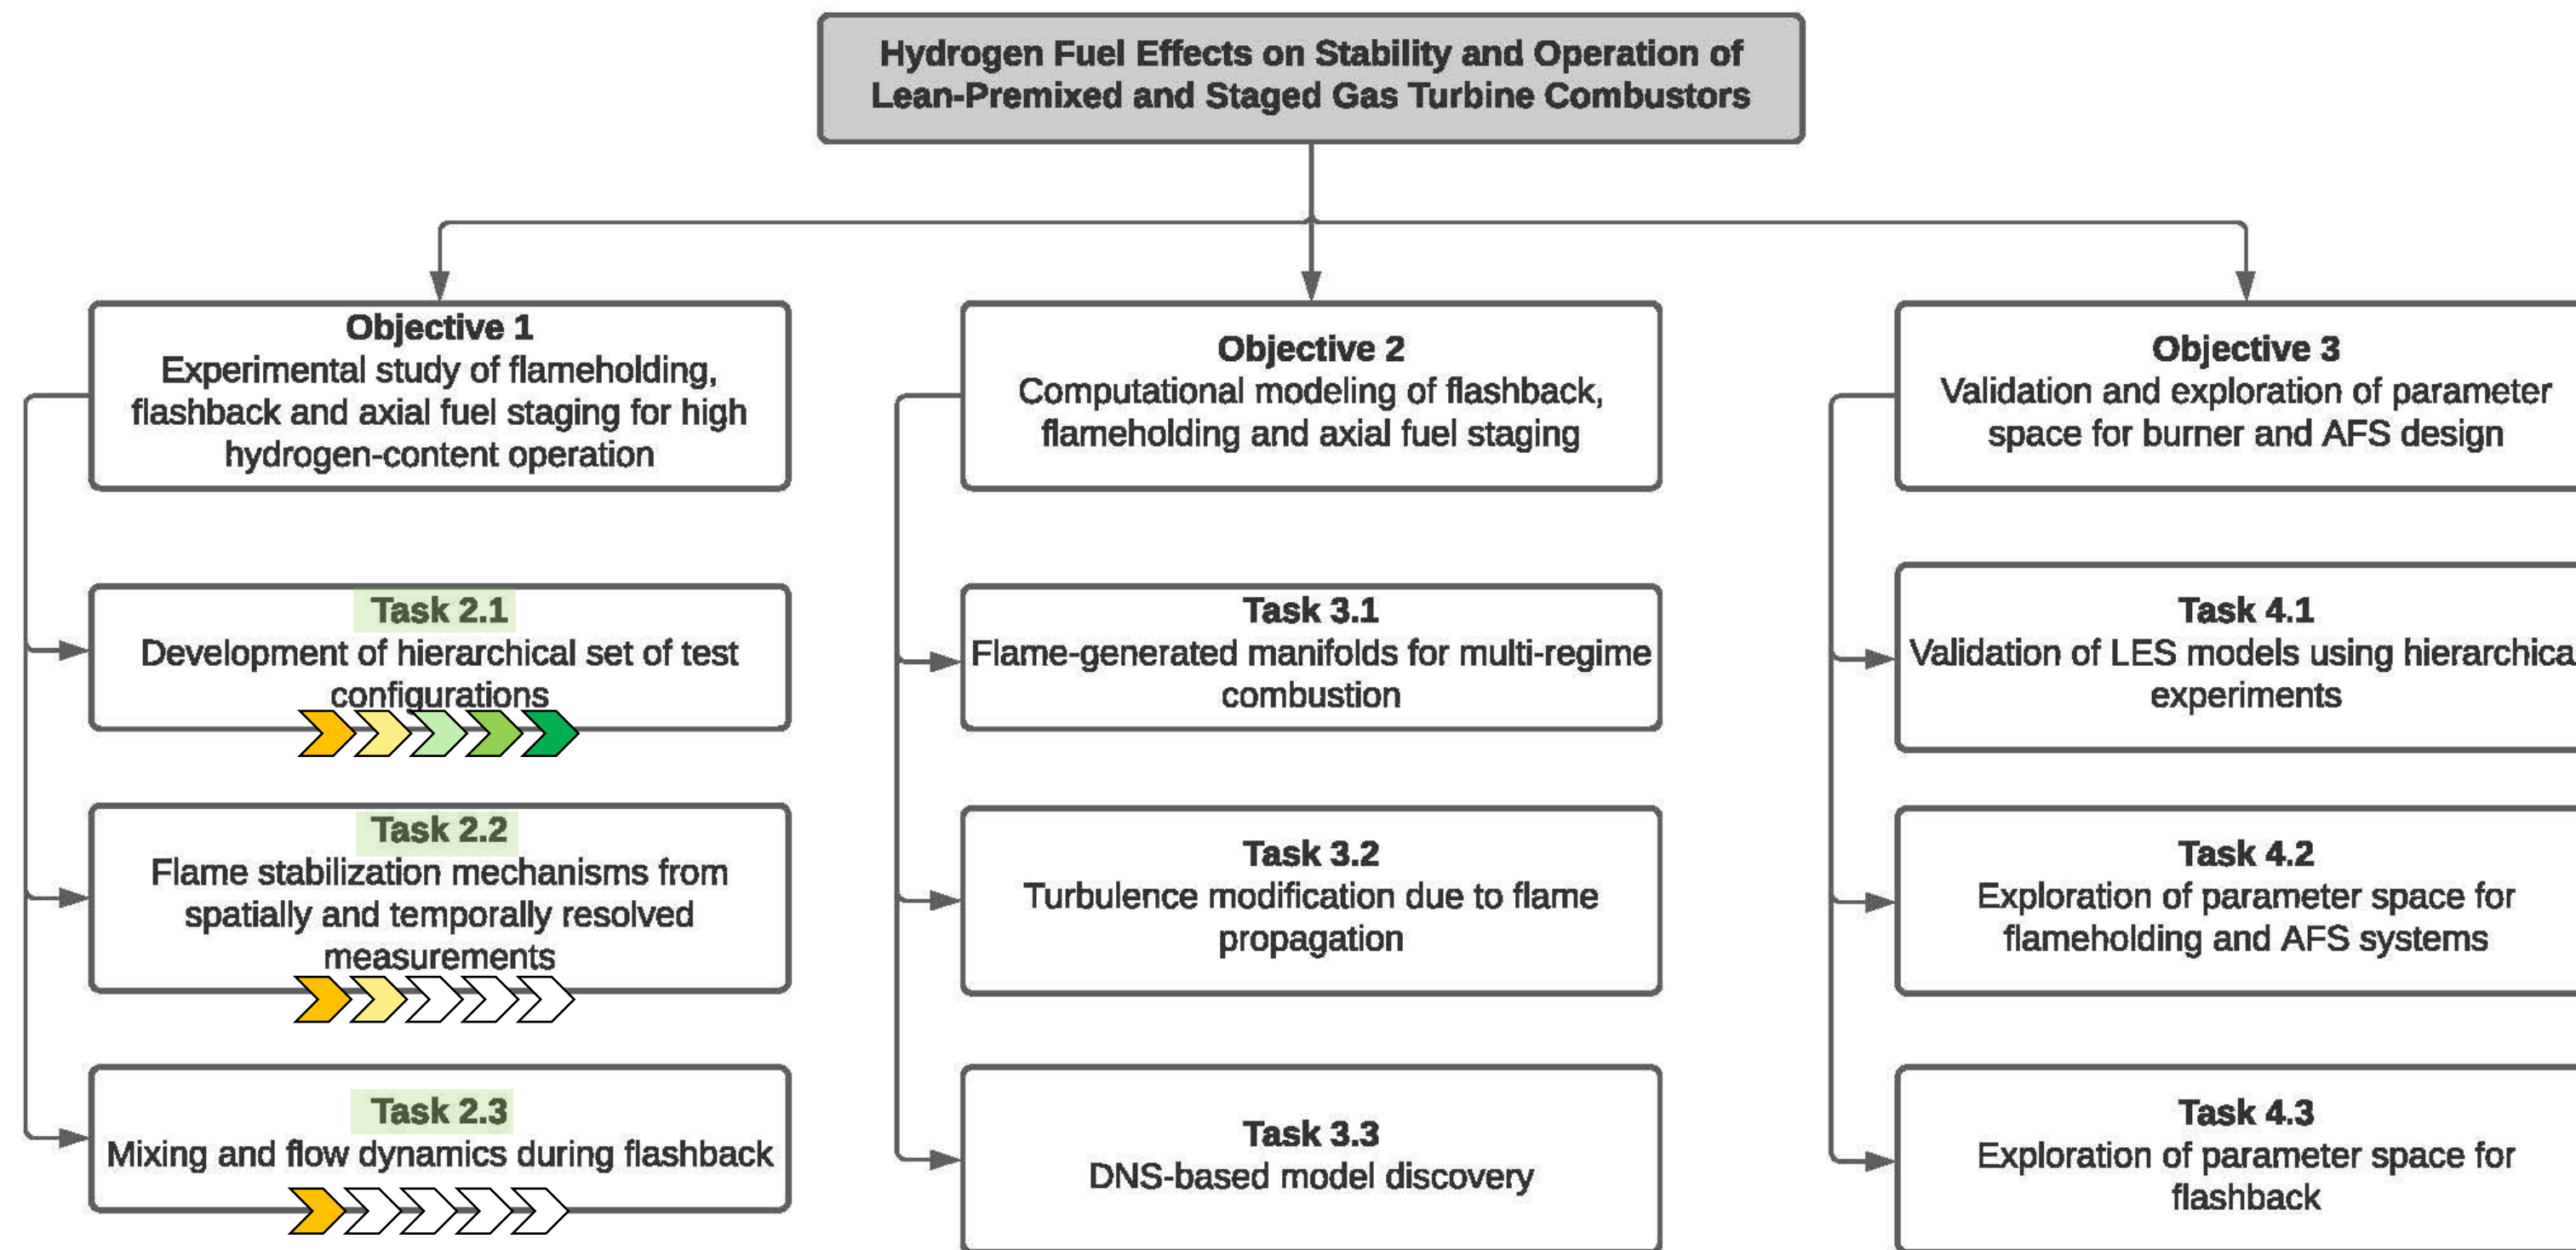 Hydrogen Fuel Effects on Stability and Operation of
Lean-Premixed and Staged Gas Turbine Combustors
Objective 1
Experimental study of flameholding,
flashback and axial fuel staging for high
hydrogen-content operation
Task 2.1
Development of hierarchical set of test
configurations
Task 2.2
Flame stabilization mechanisms from
spatially and temporally resolved
measurements
Task 2.3
Mixing and flow dynamics during flashback
Objective 2
Computational modeling of flashback,
flameholding and axial fuel staging
Task 3.1
Flame-generated manifolds for multi-regime
combustion
Task 3.2
Turbulence modification due to flame
propagation
Task 3.3
DNS-based model discovery
Objective 3
Validation and exploration of parameter
space for burner and AFS design
Task 4.1
Validation of LES models using hierarchica
experiments
Task 4.2
Exploration of parameter space for
flameholding and AFS systems
Task 4.3
Exploration of parameter space for
flashback